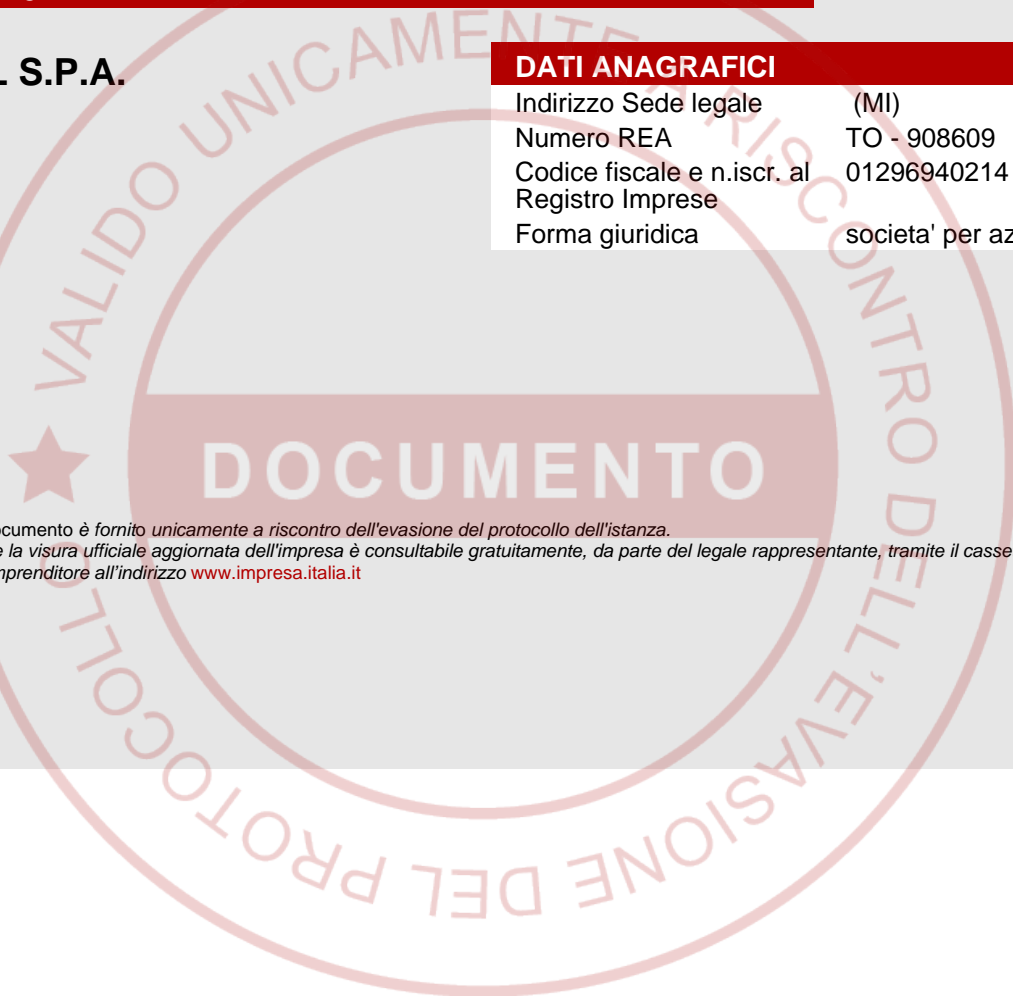 L S.P.A.
DATI ANAGRAFICI
Indirizzo Sede legale (MI)
Numero REA TO - 908609
Codice fiscale e n.iscr. al 01296940214
Registro Imprese
Forma giuridica societa' per az
VALIDO UNICAMENTE A RISCONTRO DELL'EVASIONE DEL PROTOCOLLO
DOCUMENTO
ocumento è fornito unicamente a riscontro dell'evasione del protocollo dell'istanza.
e la visura ufficiale aggiornata dell'impresa è consultabile gratuitamente, da parte del legale rappresentante, tramite il casse
mprenditore all'indirizzo www.impresa.italia.it